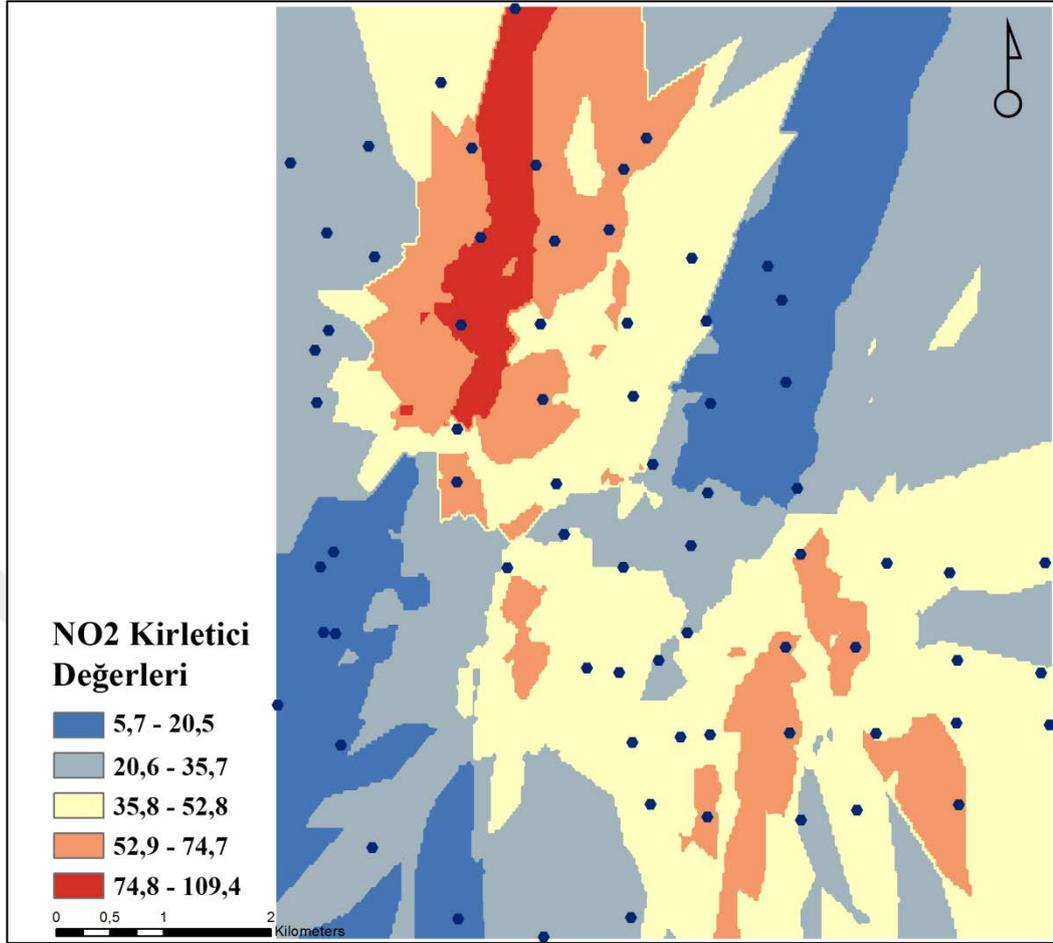 NO2 Kirletici
Değerleri
5,7 - 20,5
20,6 - 35,7
35,8 - 52,8
52,9 - 74,7
74,8 - 109,4
0 0,5 1 2
Kilometers